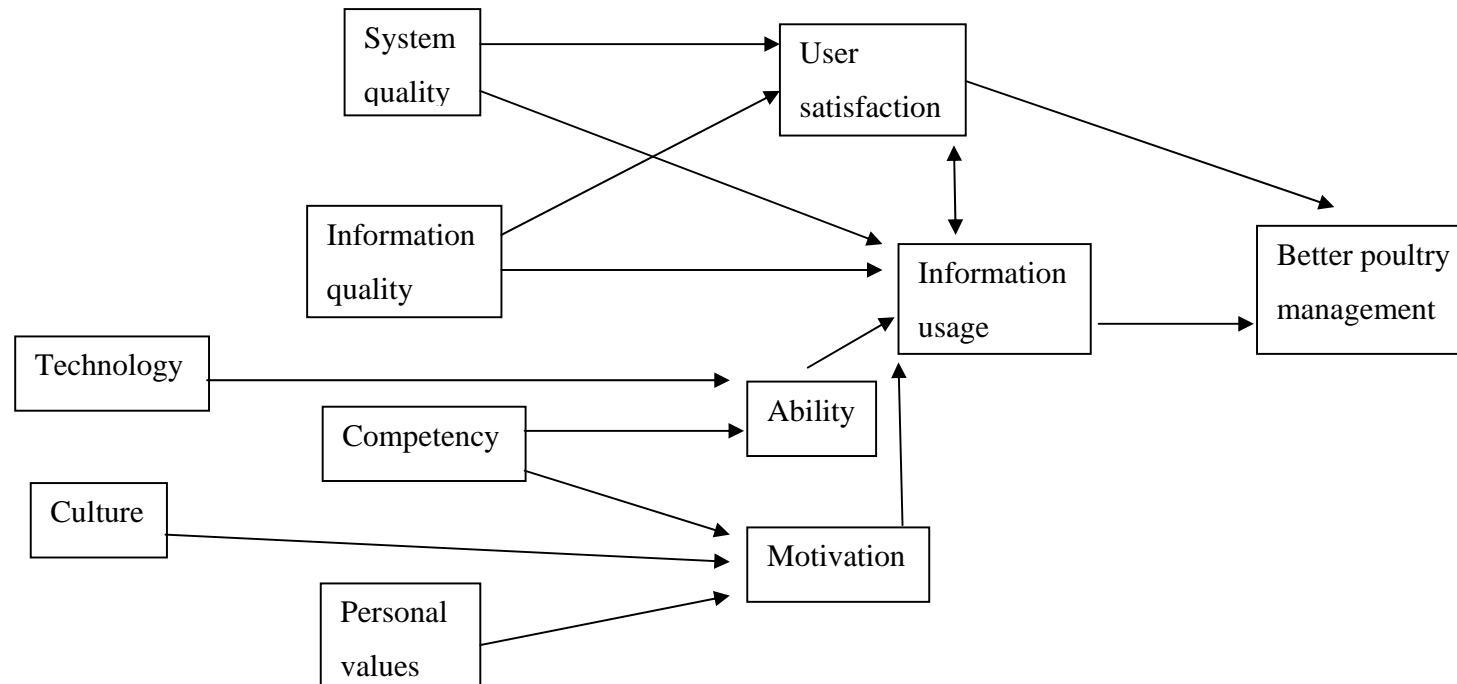 System
quality
User
satisfaction
Information
quality
Information
usage
Better poultry
management
Technology
Ability
Competency
Culture
Motivation
Personal
values